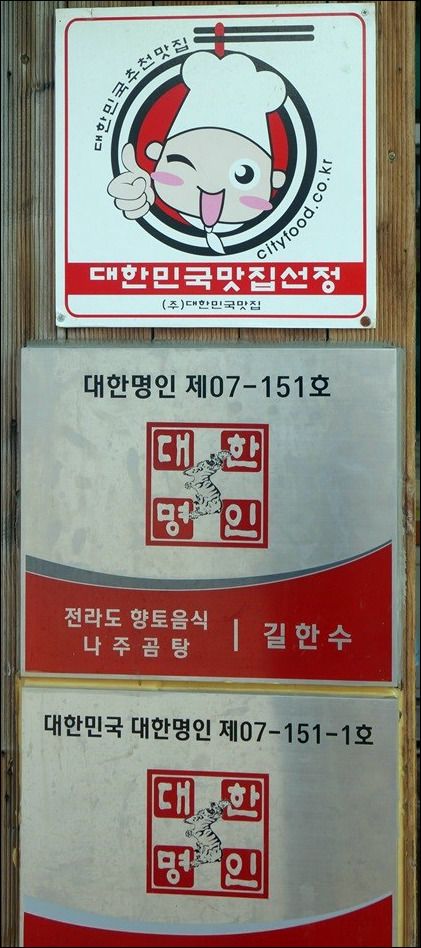 대한민국추천맛집
cityfood.co.kr
대한민국맛집선정
(주)대한민국맛집
대한명인 제07-151호
대한
명인
전라도 향토음식
나주곰탕
길한수
대한민국 대한명인 제07-151-1호
대한
명인